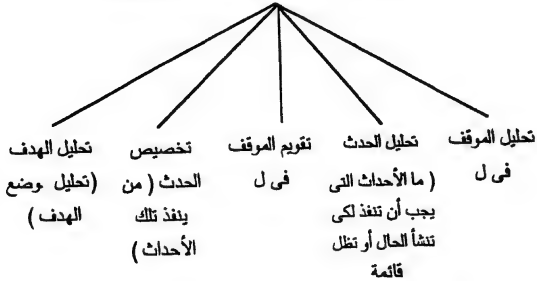 تحليل الموقف
فى ل
تحليل الحدث
( ما الأحداث التى
يجب أن تنفذ لكى
تنشأ الحال أو تظل
قائمة
تقويم الموقف
فى ل
تخصيص
الحدث ( من
ينفذ تلك
الأحداث )
تحليل الهدف
(تحليل وضع
الهدف )